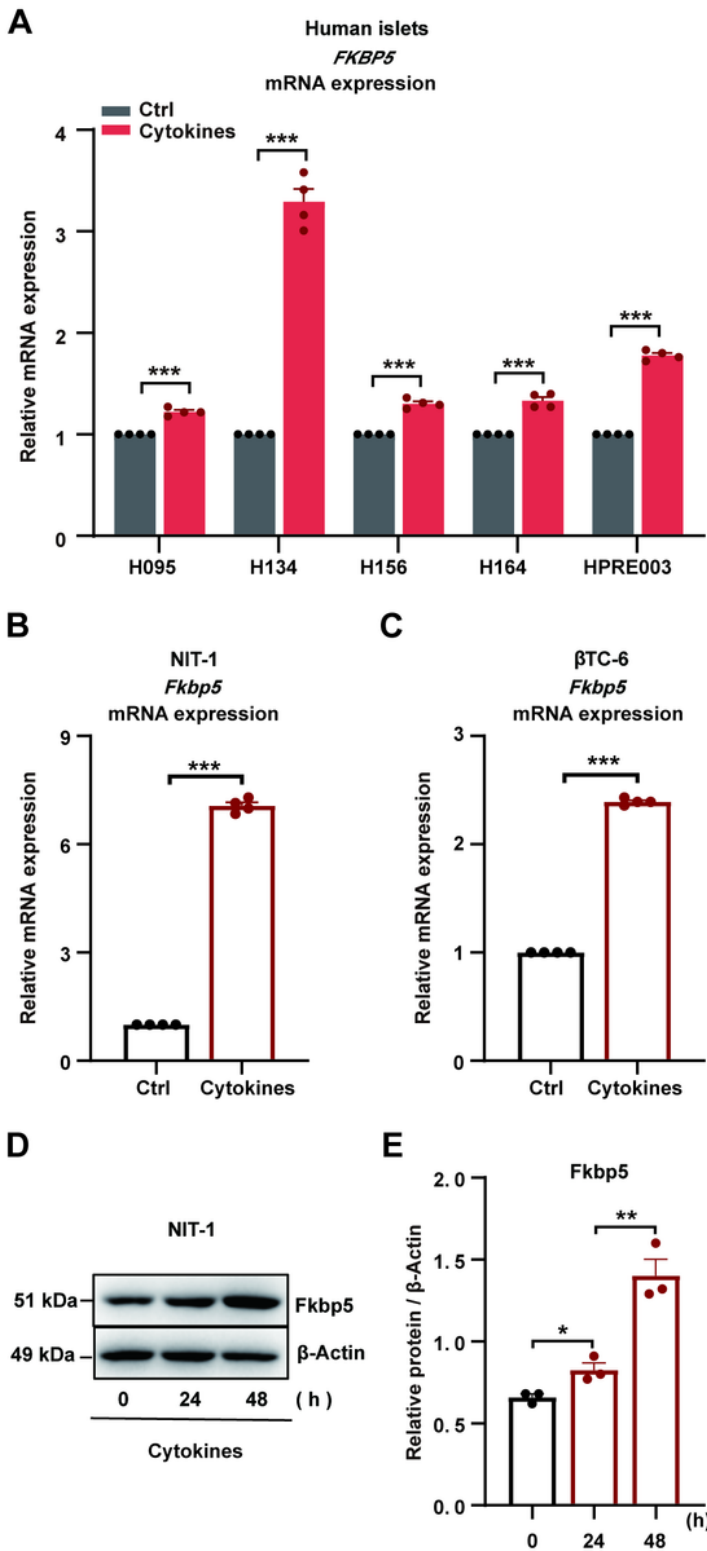 A
Human islets
FKBP5
mRNA expression
Ctrl
Cytokines
Relative mRNA expression
4
3
2
1
0
***
***
***
***
***
H095
H134
H156
H164
HPRE003
B
NIT-1
Fkbp5
mRNA expression
Relative mRNA expression
9
6
3
0
***
Ctrl
Cytokines
C
βTC-6
Fkbp5
mRNA expression
Relative mRNA expression
3
2
1
0
***
Ctrl
Cytokines
D
NIT-1
51 kDa
Fkbp5
49 kDa
β-Actin
0 24 48 (h)
Cytokines
E
Fkbp5
Relative protein / β-Actin
2.0
1.5
1.0
0.5
0.0
*
**
0 24 48 (h)